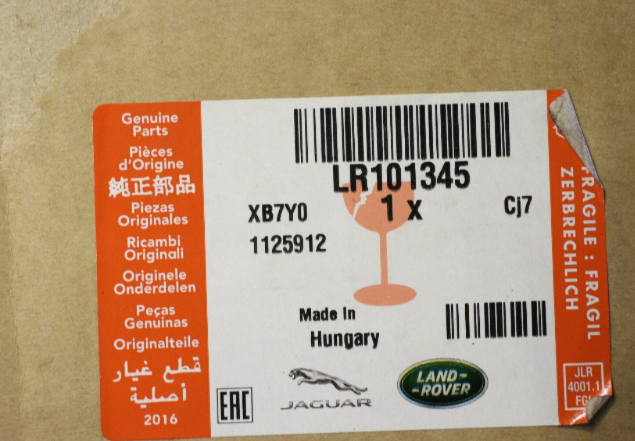 Genuine
Parts
Pièces
d'Origine
純正部品
Piezas
Originales
Ricambi
Originali
Originele
Onderdelen
Peças
Genuinas
Originalteile
قطع غيار
أصلية
2016
LR101345
XB7Y0
1 x
Cj7
1125912
Made In
Hungary
EAC
JAGUAR
LAND-
-ROVER
FRAGILE : FRAGIL
ZERBRECHLICH
JLR
4001.1